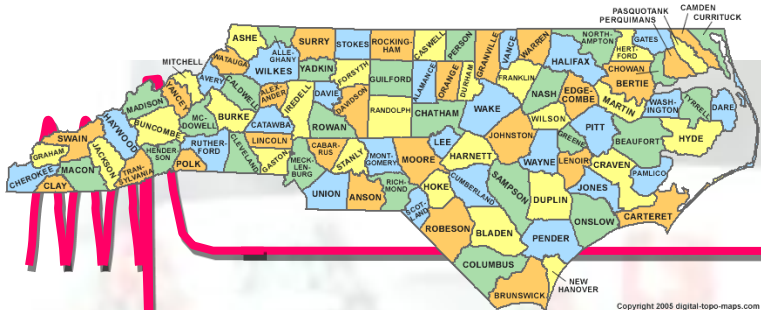 PASQUOTANK
PERQUIMANS
CAMDEN
CURRITUCK
ASHE
ALLE-
GHANY
SURRY
STOKES
ROCKING-
HAM
CASWELL
PERSON
GRANVILLE
VANCE
WARREN
NORTH-
AMPTON
GATES
HERT-
FORD
HALIFAX
CHOWAN
BERTIE
MITCHELL
WATAUGA
WILKES
YADKIN
FORSYTH
GUILFORD
ALAMANCE
ORANGE
DURHAM
FRANKLIN
NASH
EDGE-
COMBE
MARTIN
WASH-
INGTON
TYRRELL
DARE
MADISON
YANCEY
AVERY
CALDWELL
ALEX-
ANDER
IREDELL
DAVIE
DAVIDSON
RANDOLPH
CHATHAM
WAKE
WILSON
PITT
BEAUFORT
HYDE
HAYWOOD
BUNCOMBE
MC-
DOWELL
BURKE
CATAWBA
ROWAN
LEE
JOHNSTON
GREENE
SWAIN
GRAHAM
JACKSON
HENDER
SON
RUTHER-
FORD
CLEVELAND
LINCOLN
GASTON
MECK-
LEN-
BURG
CABAR-
RUS
STANLY
MONT-
GOMERY
MOORE
HARNETT
WAYNE
LENOIR
CRAVEN
PAMLICO
CHEROKEE
CLAY
MACON
TRAN-
SYLVANIA
POLK
UNION
ANSON
RICH-
MOND
SCOT-
LAND
HOKE
CUMBERLAND
SAMPSON
DUPLIN
JONES
CARTERET
ONSLOW
ROBESON
BLADEN
PENDER
COLUMBUS
BRUNSWICK
NEW
HANOVER
Copyright 2005 digital-topo-maps.com